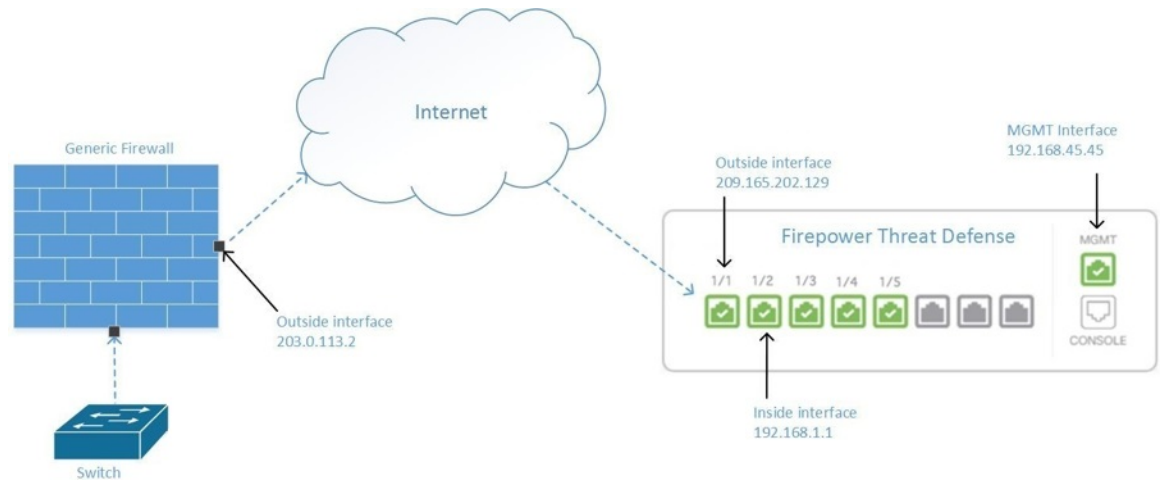 Internet
Generic Firewall
Outside interface
203.0.113.2
Switch
MGMT Interface
192.168.45.45
Outside interface
209.165.202.129
Firepower Threat Defense
MGMT
1/1 1/2 1/3 1/4 1/5
CONSOLE
Inside interface
192.168.1.1